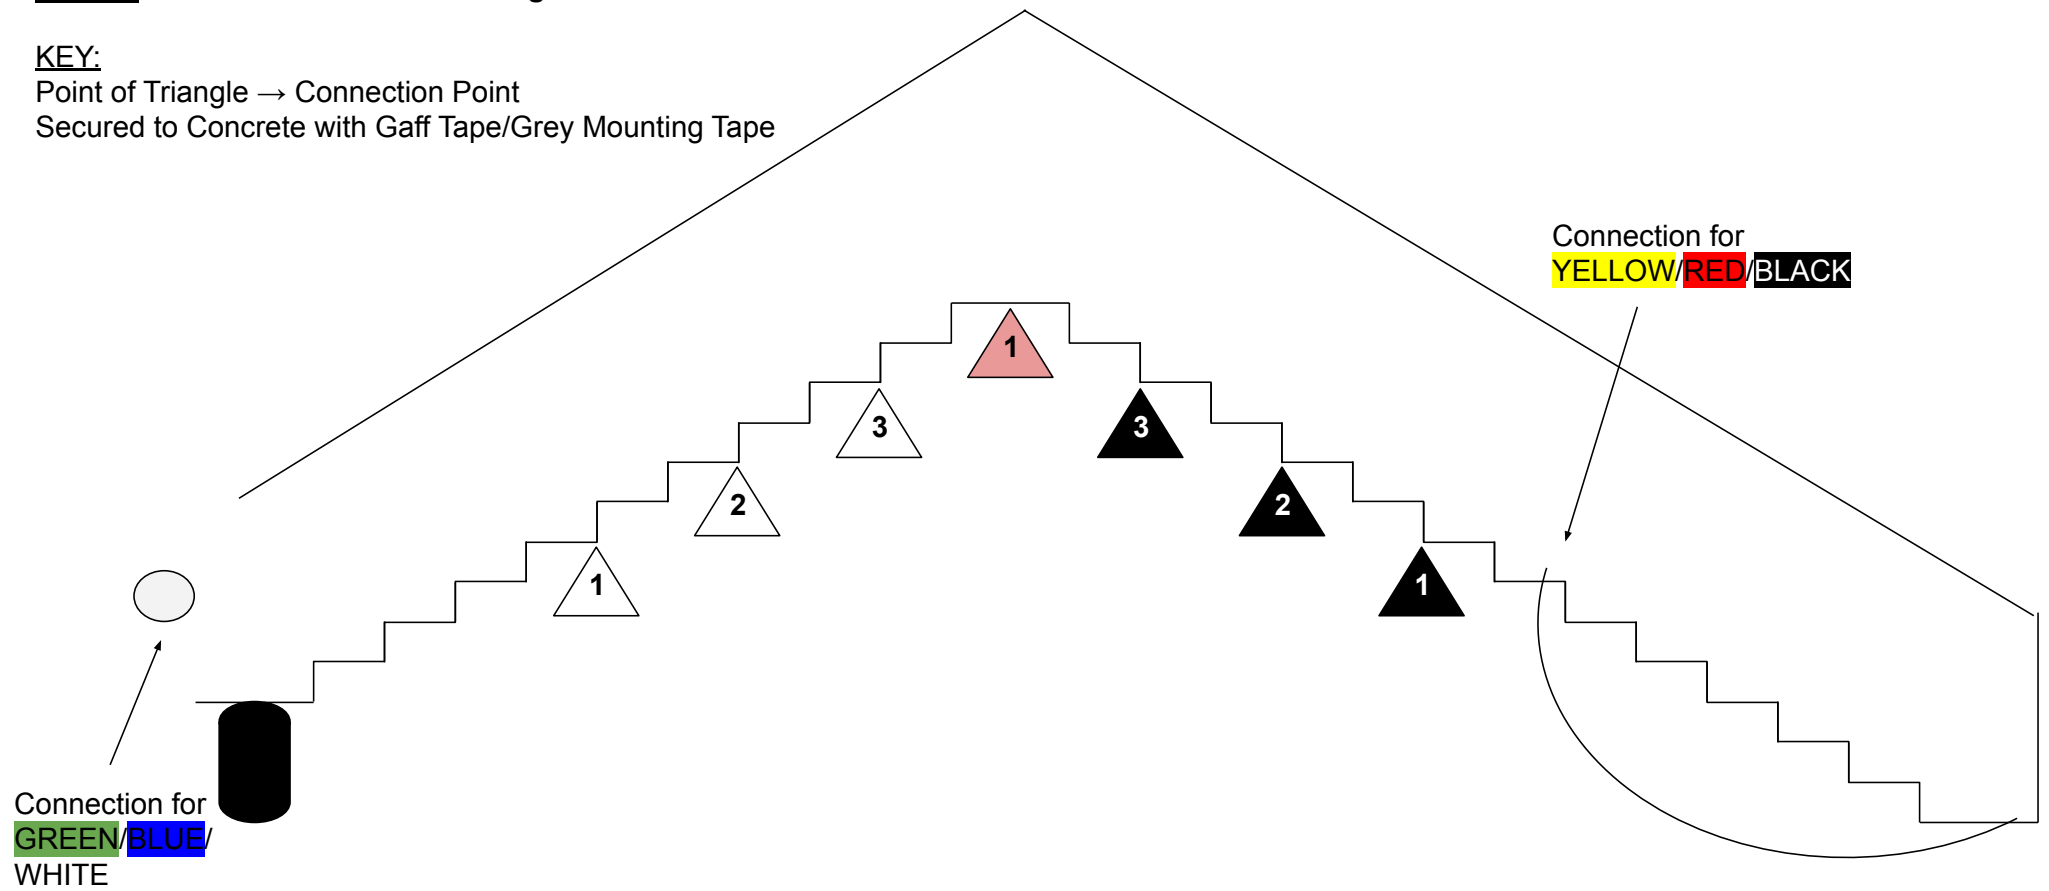 KEY:
Point of Triangle → Connection Point
Secured to Concrete with Gaff Tape/Grey Mounting Tape
Connection for
YELLOW/RED/BLACK
1
3
3
2
2
1
1
Connection for
GREEN/BLUE/
WHITE